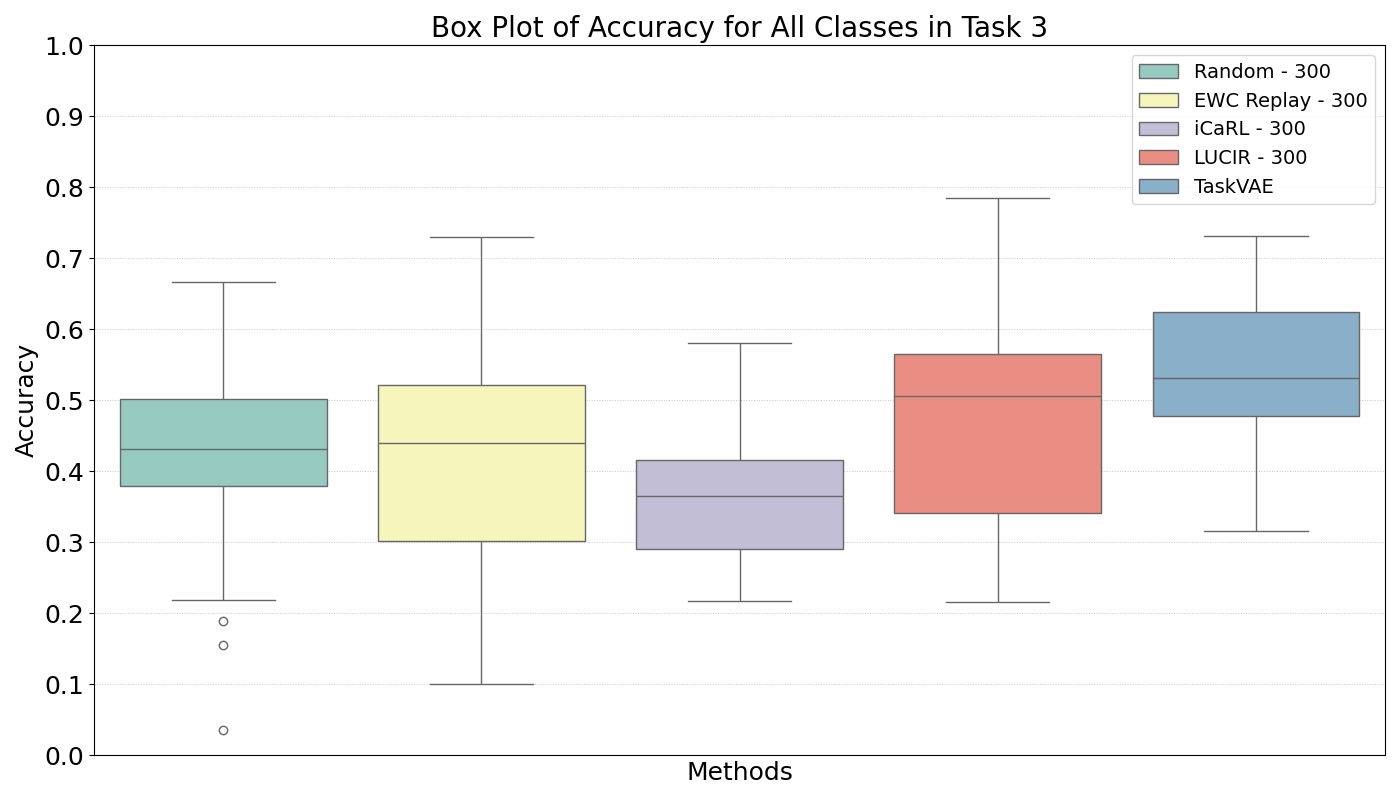 Box Plot of Accuracy for All Classes in Task 3
1.0
0.9
0.8
0.7
0.6
0.5
0.4
0.3
0.2
0.1
0.0
Accuracy
Methods
Random - 300
EWC Replay - 300
iCaRL - 300
LUCIR - 300
TaskVAE